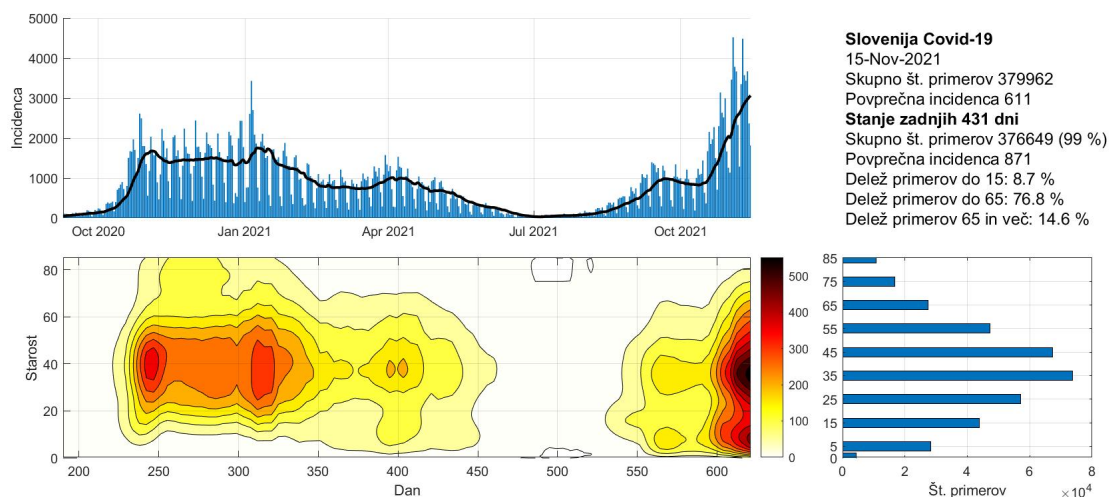 5000
4000
3000
2000
1000
0
Incidenca
Oct 2020 Jan 2021 Apr 2021 Jul 2021 Oct 2021
Slovenija Covid-19
15-Nov-2021
Skupno št. primerov 379962
Povprečna incidenca 611
Stanje zadnjih 431 dni
Skupno št. primerov 376649 (99 %)
Povprečna incidenca 871
Delež primerov do 15: 8.7 %
Delež primerov do 65: 76.8 %
Delež primerov 65 in več: 14.6 %
80
60
40
20
0
Starost
200 250 300 350 400 450 500 550 600
Dan
500
400
300
200
100
0
85
75
65
55
45
35
25
15
5
0
0 2 4 6 8
Št. primerov
×10^4